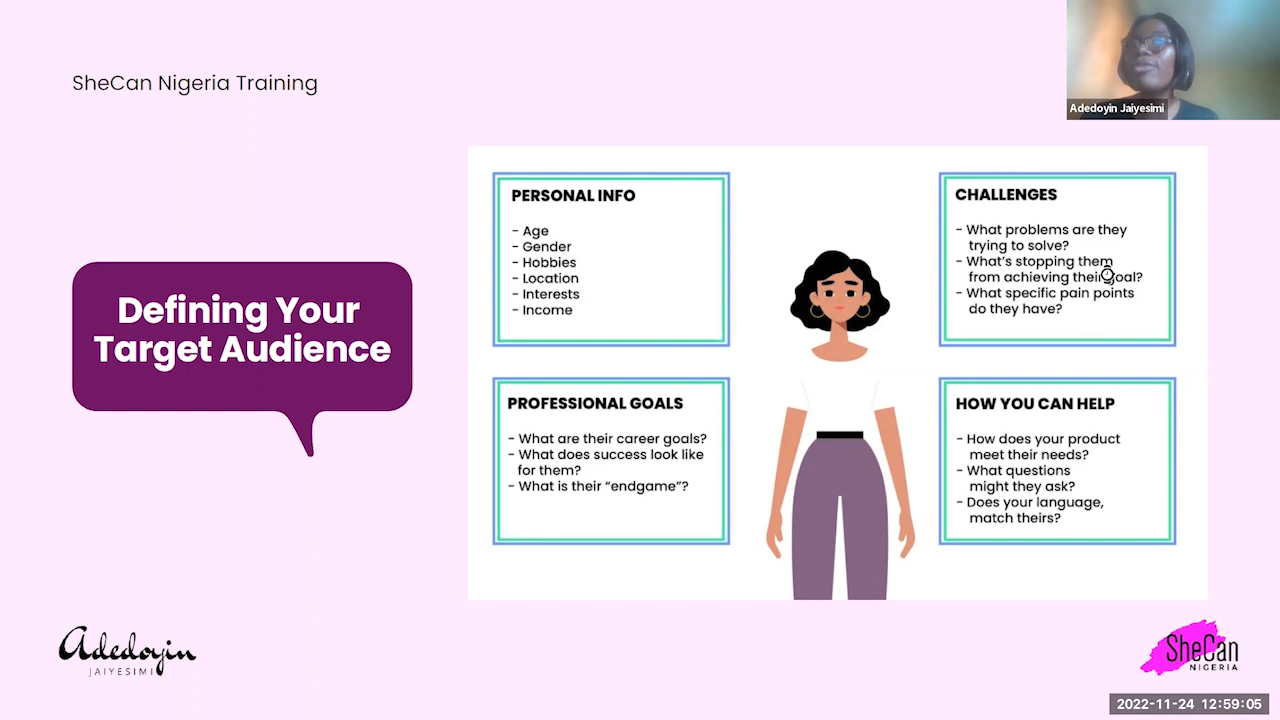 SheCan Nigeria Training
Adedoyin Jaiyesimi
Defining Your
Target Audience
PERSONAL INFO
- Age
- Gender
- Hobbies
- Location
- Interests
- Income
CHALLENGES
- What problems are they
trying to solve?
- What's stopping them
from achieving their goal?
- What specific pain points
do they have?
PROFESSIONAL GOALS
- What are their career goals?
- What does success look like
for them?
- What is their “endgame”?
HOW YOU CAN HELP
- How does your product
meet their needs?
- What questions
might they ask?
- Does your language,
match theirs?
Adedoyin
JAIYESIMI
SheCan
NIGERIA
2022-11-24 12:59:05